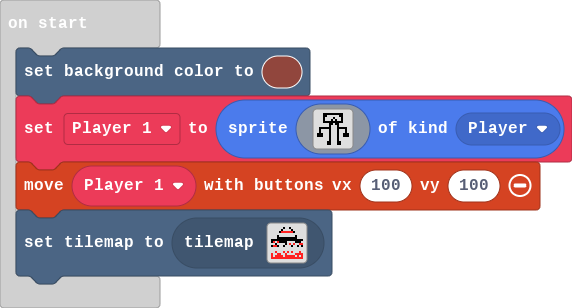 on start
set background color to
set Player 1 to sprite of kind Player
move Player 1 with buttons vx 100 vy 100
set tilemap to tilemap